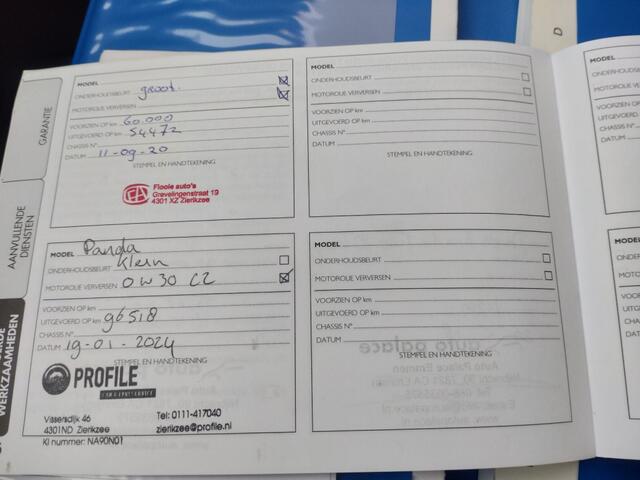 D
GARANTIE
AANVULLENDE
DIENSTEN
WERKZAAMHEDEN
MODEL
ONDERHOUDSBEURT groot.
MOTOROLIE VERVERSEN
VOORZIEN OP km 60.000
UITGEVOERD OP km 54472
CHASSIS N°
DATUM 11-09-20
STEMPEL EN HANDTEKENING
Flooie auto's
Grevelingenstraat 19
4301 XZ Zierikzee
MODEL
ONDERHOUDSBEURT
MOTOROLIE VERVERSEN
VOORZIEN OP km
UITGEVOERD OP km
CHASSIS N°
DATUM
STEMPEL EN HANDTEKENING
MODEL Panda
ONDERHOUDSBEURT Klein
MOTOROLIE VERVERSEN 0W30 C2
VOORZIEN OP km
UITGEVOERD OP km 96518
CHASSIS N°
DATUM 19-01-2024
STEMPEL EN HANDTEKENING
PROFILE
Vissersdijk 46
4301ND Zierikzee
KI nummer: NA90N01
Tel: 0111-417040
zierikzee@profile.nl
MODEL
ONDERHOUDSBEURT
MOTOROLIE VERVERSEN
VOORZIEN OP km
UITGEVOERD OP km
CHASSIS N°
DATUM
STEMPEL EN HANDTEKENING
MODEL
ONDERHOUDSBEURT
MOTOROLIE
VOORZIEN OP
UITGEVOERD
CHASSIS N°
DATUM
MODEL